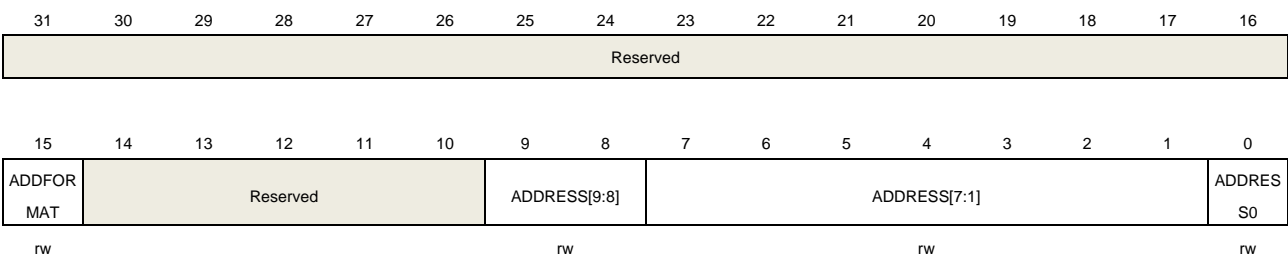 31 30 29 28 27 26 25 24 23 22 21 20 19 18 17 16
Reserved
15 14 13 12 11 10 9 8 7 6 5 4 3 2 1 0
ADDFOR
MAT
Reserved
ADDRESS[9:8]
ADDRESS[7:1]
ADDRES
S0
rw rw rw rw